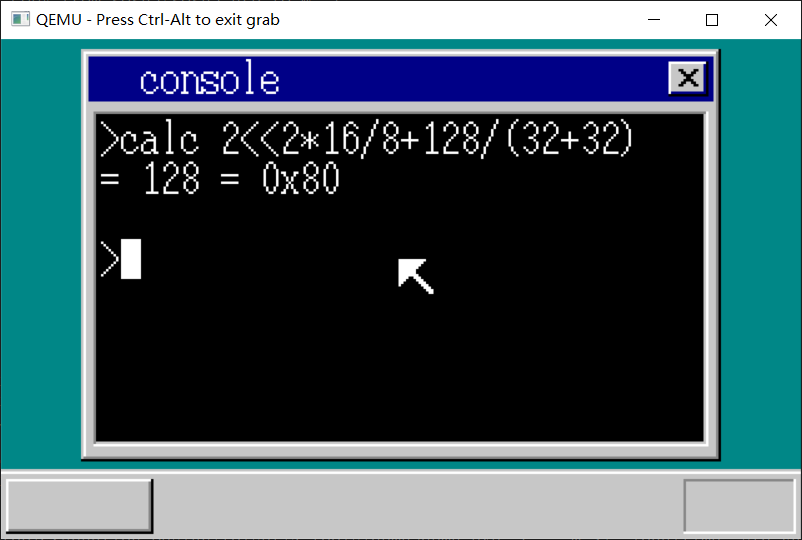 QEMU - Press Ctrl-Alt to exit grab
console
>calc 2<<2*16/8+128/(32+32)
= 128 = 0x80
>